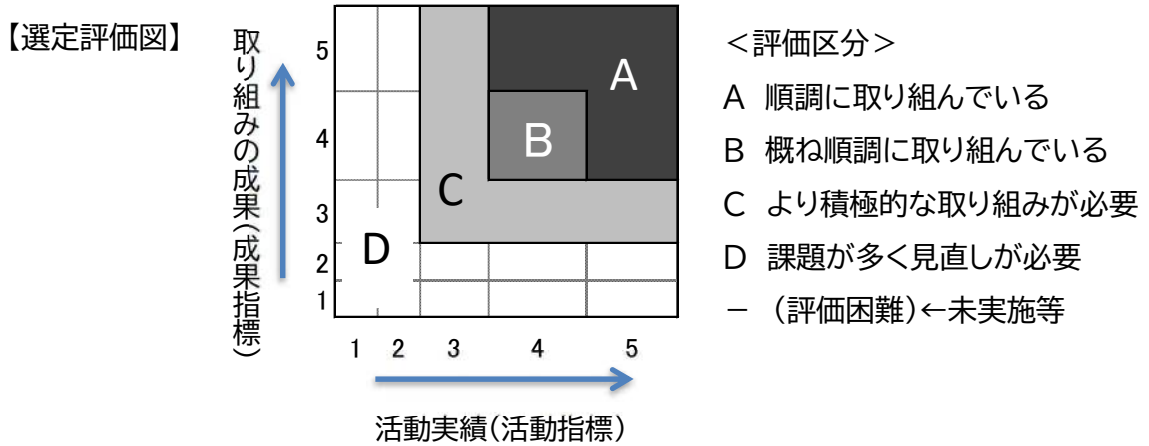 【選定評価図】
取り組みの成果(成果指標)
5
4
3
2
1
A
B
C
D
1 2 3 4 5
活動実績(活動指標)
<評価区分>
A 順調に取り組んでいる
B 概ね順調に取り組んでいる
C より積極的な取り組みが必要
D 課題が多く見直しが必要
- (評価困難)←未実施等